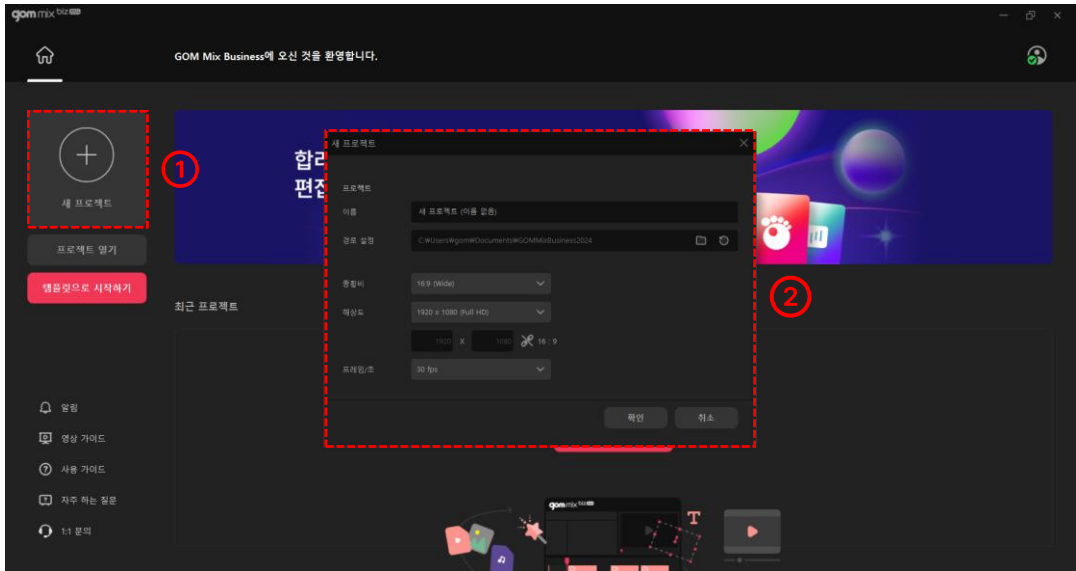 gom mix biz
GOM Mix Business에 오신 것을 환영합니다.
새 프로젝트
①
프로젝트 열기
템플릿으로 시작하기
최근 프로젝트
알림
영상 가이드
사용 가이드
자주 하는 질문
1:1 문의
합리
편집
새 프로젝트
프로젝트
이름
새 프로젝트 (이름 없음)
경로 설정
C:₩Users₩gom₩Documents₩GOMMixBusiness2024
종횡비
16:9 (Wide)
해상도
1920 x 1080 (Full HD)
1920 X 1080 16 : 9
프레임/초
30 fps
확인 취소
②
gom mix biz
T